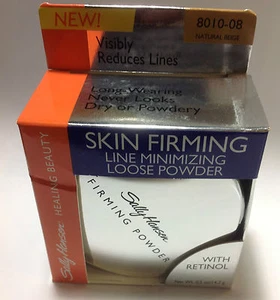 NEW!
8010-08
NATURAL BEIGE
Visibly
Reduces Lines
Long-Wearing
Never Looks
Dry or Powdery
SKIN FIRMING
LINE MINIMIZING
LOOSE POWDER
Sally Hansen HEALING BEAUTY
Sally Hansen
FIRMING POWDER
WITH
RETINOL